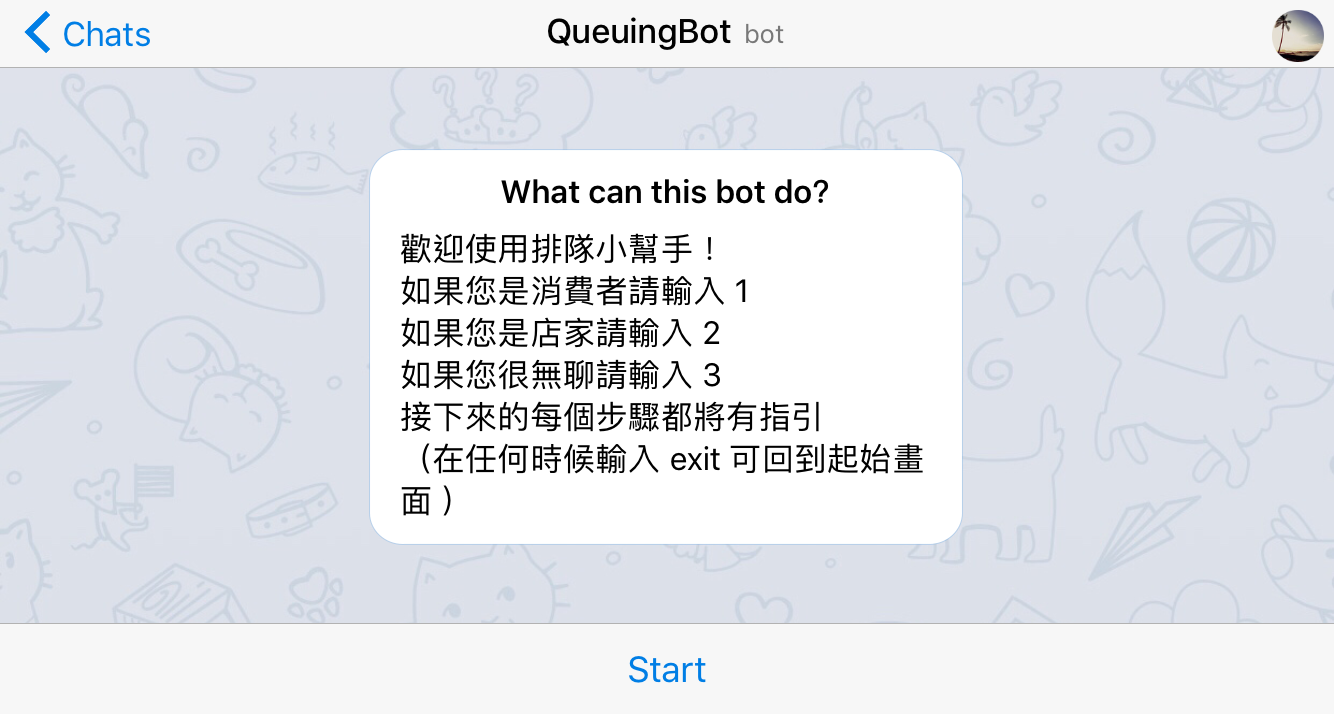 Chats
QueuingBot bot
What can this bot do?
歡迎使用排隊小幫手！
如果您是消費者請輸入 1
如果您是店家請輸入 2
如果您很無聊請輸入 3
接下來的每個步驟都將有指引
（在任何時候輸入 exit 可回到起始畫
面）
Start